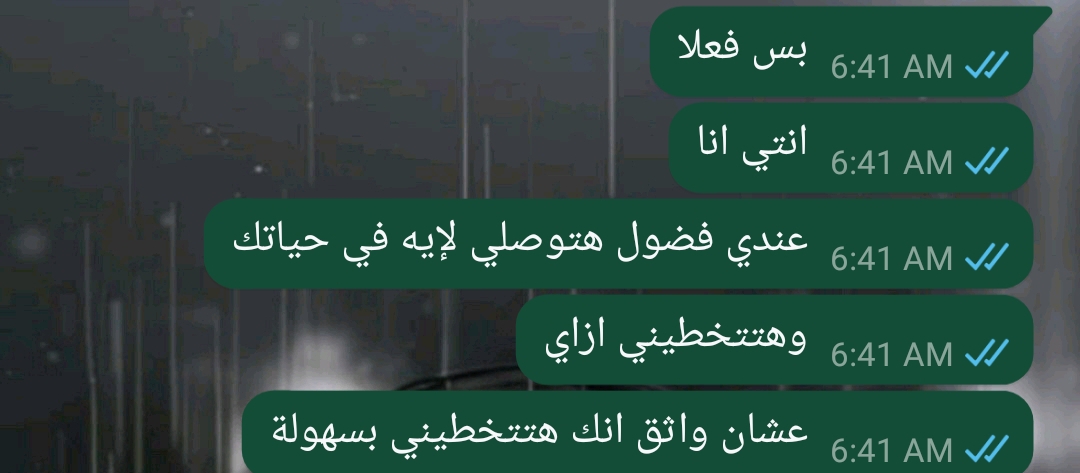 بس فعلا
6:41 AM
انتي انا
6:41 AM
عندي فضول هتوصلي لإيه في حياتك
6:41 AM
وهتتخطيني ازاي
6:41 AM
عشان واثق انك هتتخطيني بسهولة
6:41 AM